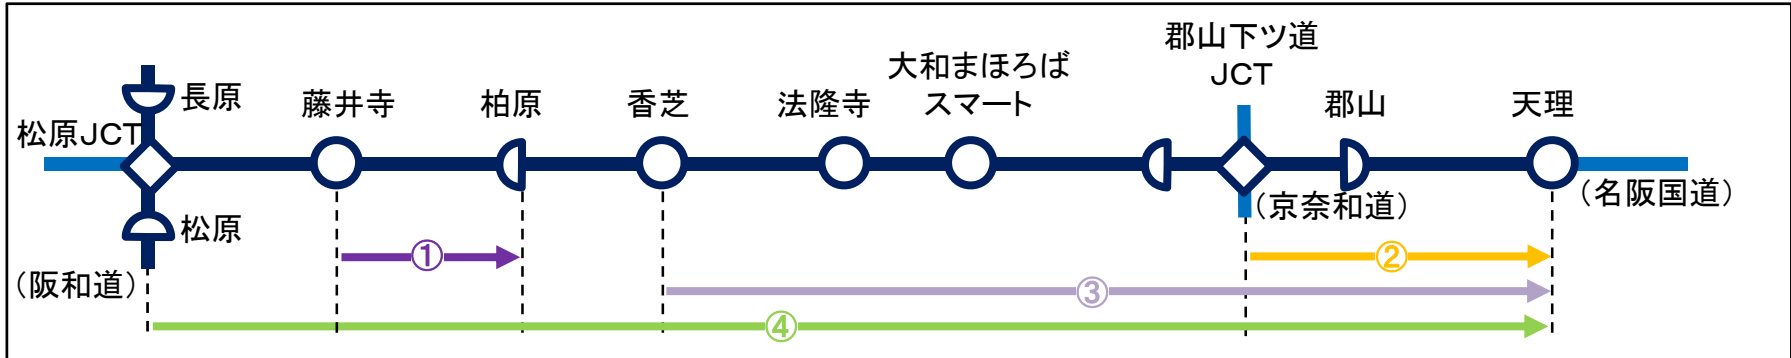 郡山下ツ道
JCT
大和まほろば
スマート
長原
藤井寺
柏原
香芝
法隆寺
郡山
天理
松原JCT
松原
(京奈和道)
(名阪国道)
(阪和道)
①
②
③
④